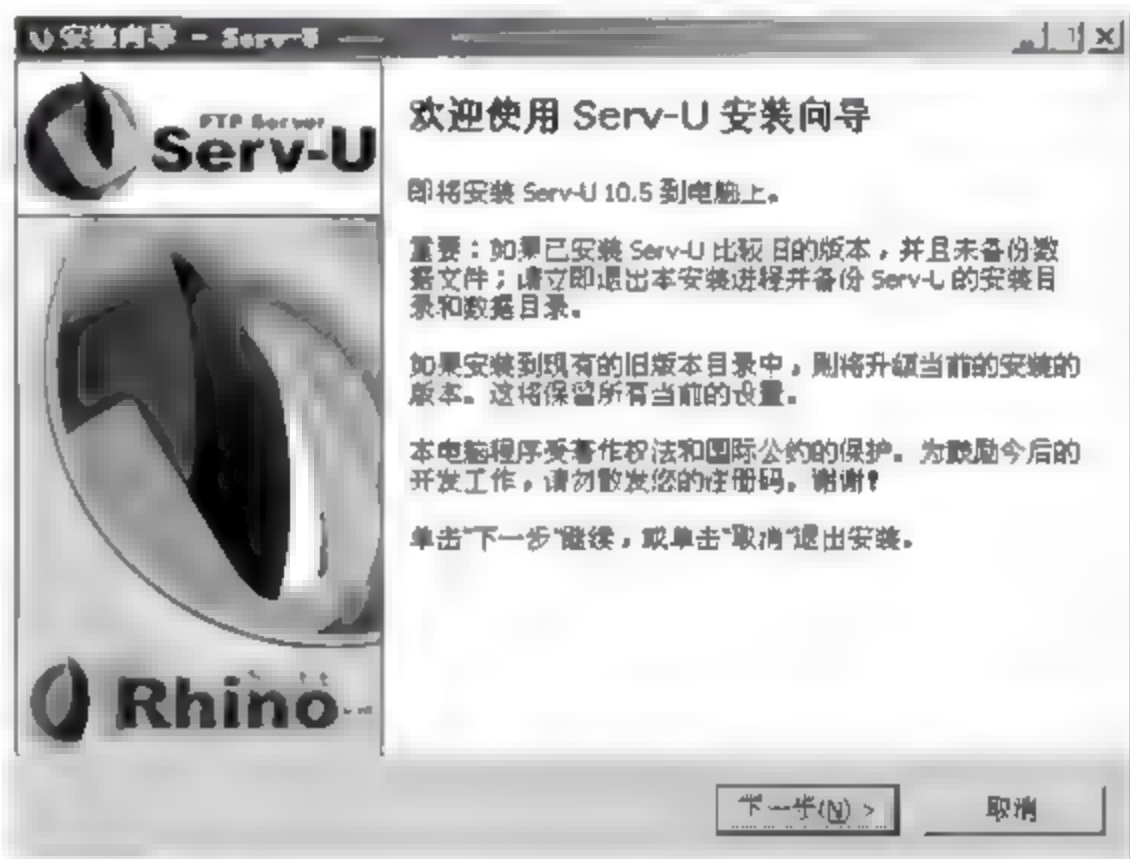 安装向导 - Serv-U
FTP Server
Serv-U
欢迎使用 Serv-U 安装向导
即将安装 Serv-U 10.5 到电脑上。
重要：如果已安装 Serv-U 比较旧的版本，并且未备份数
据文件；请立即退出本安装进程并备份 Serv-U 的安装目
录和数据目录。
如果安装到现有的旧版本目录中，则将升级当前的安装的
版本。这将保留所有当前的设置。
本电脑程序受著作权法和国际公约的保护。为鼓励今后的
开发工作，请勿散发您的注册码。谢谢！
单击"下一步"继续，或单击"取消"退出安装。
Rhino
下一步(N) >
取消